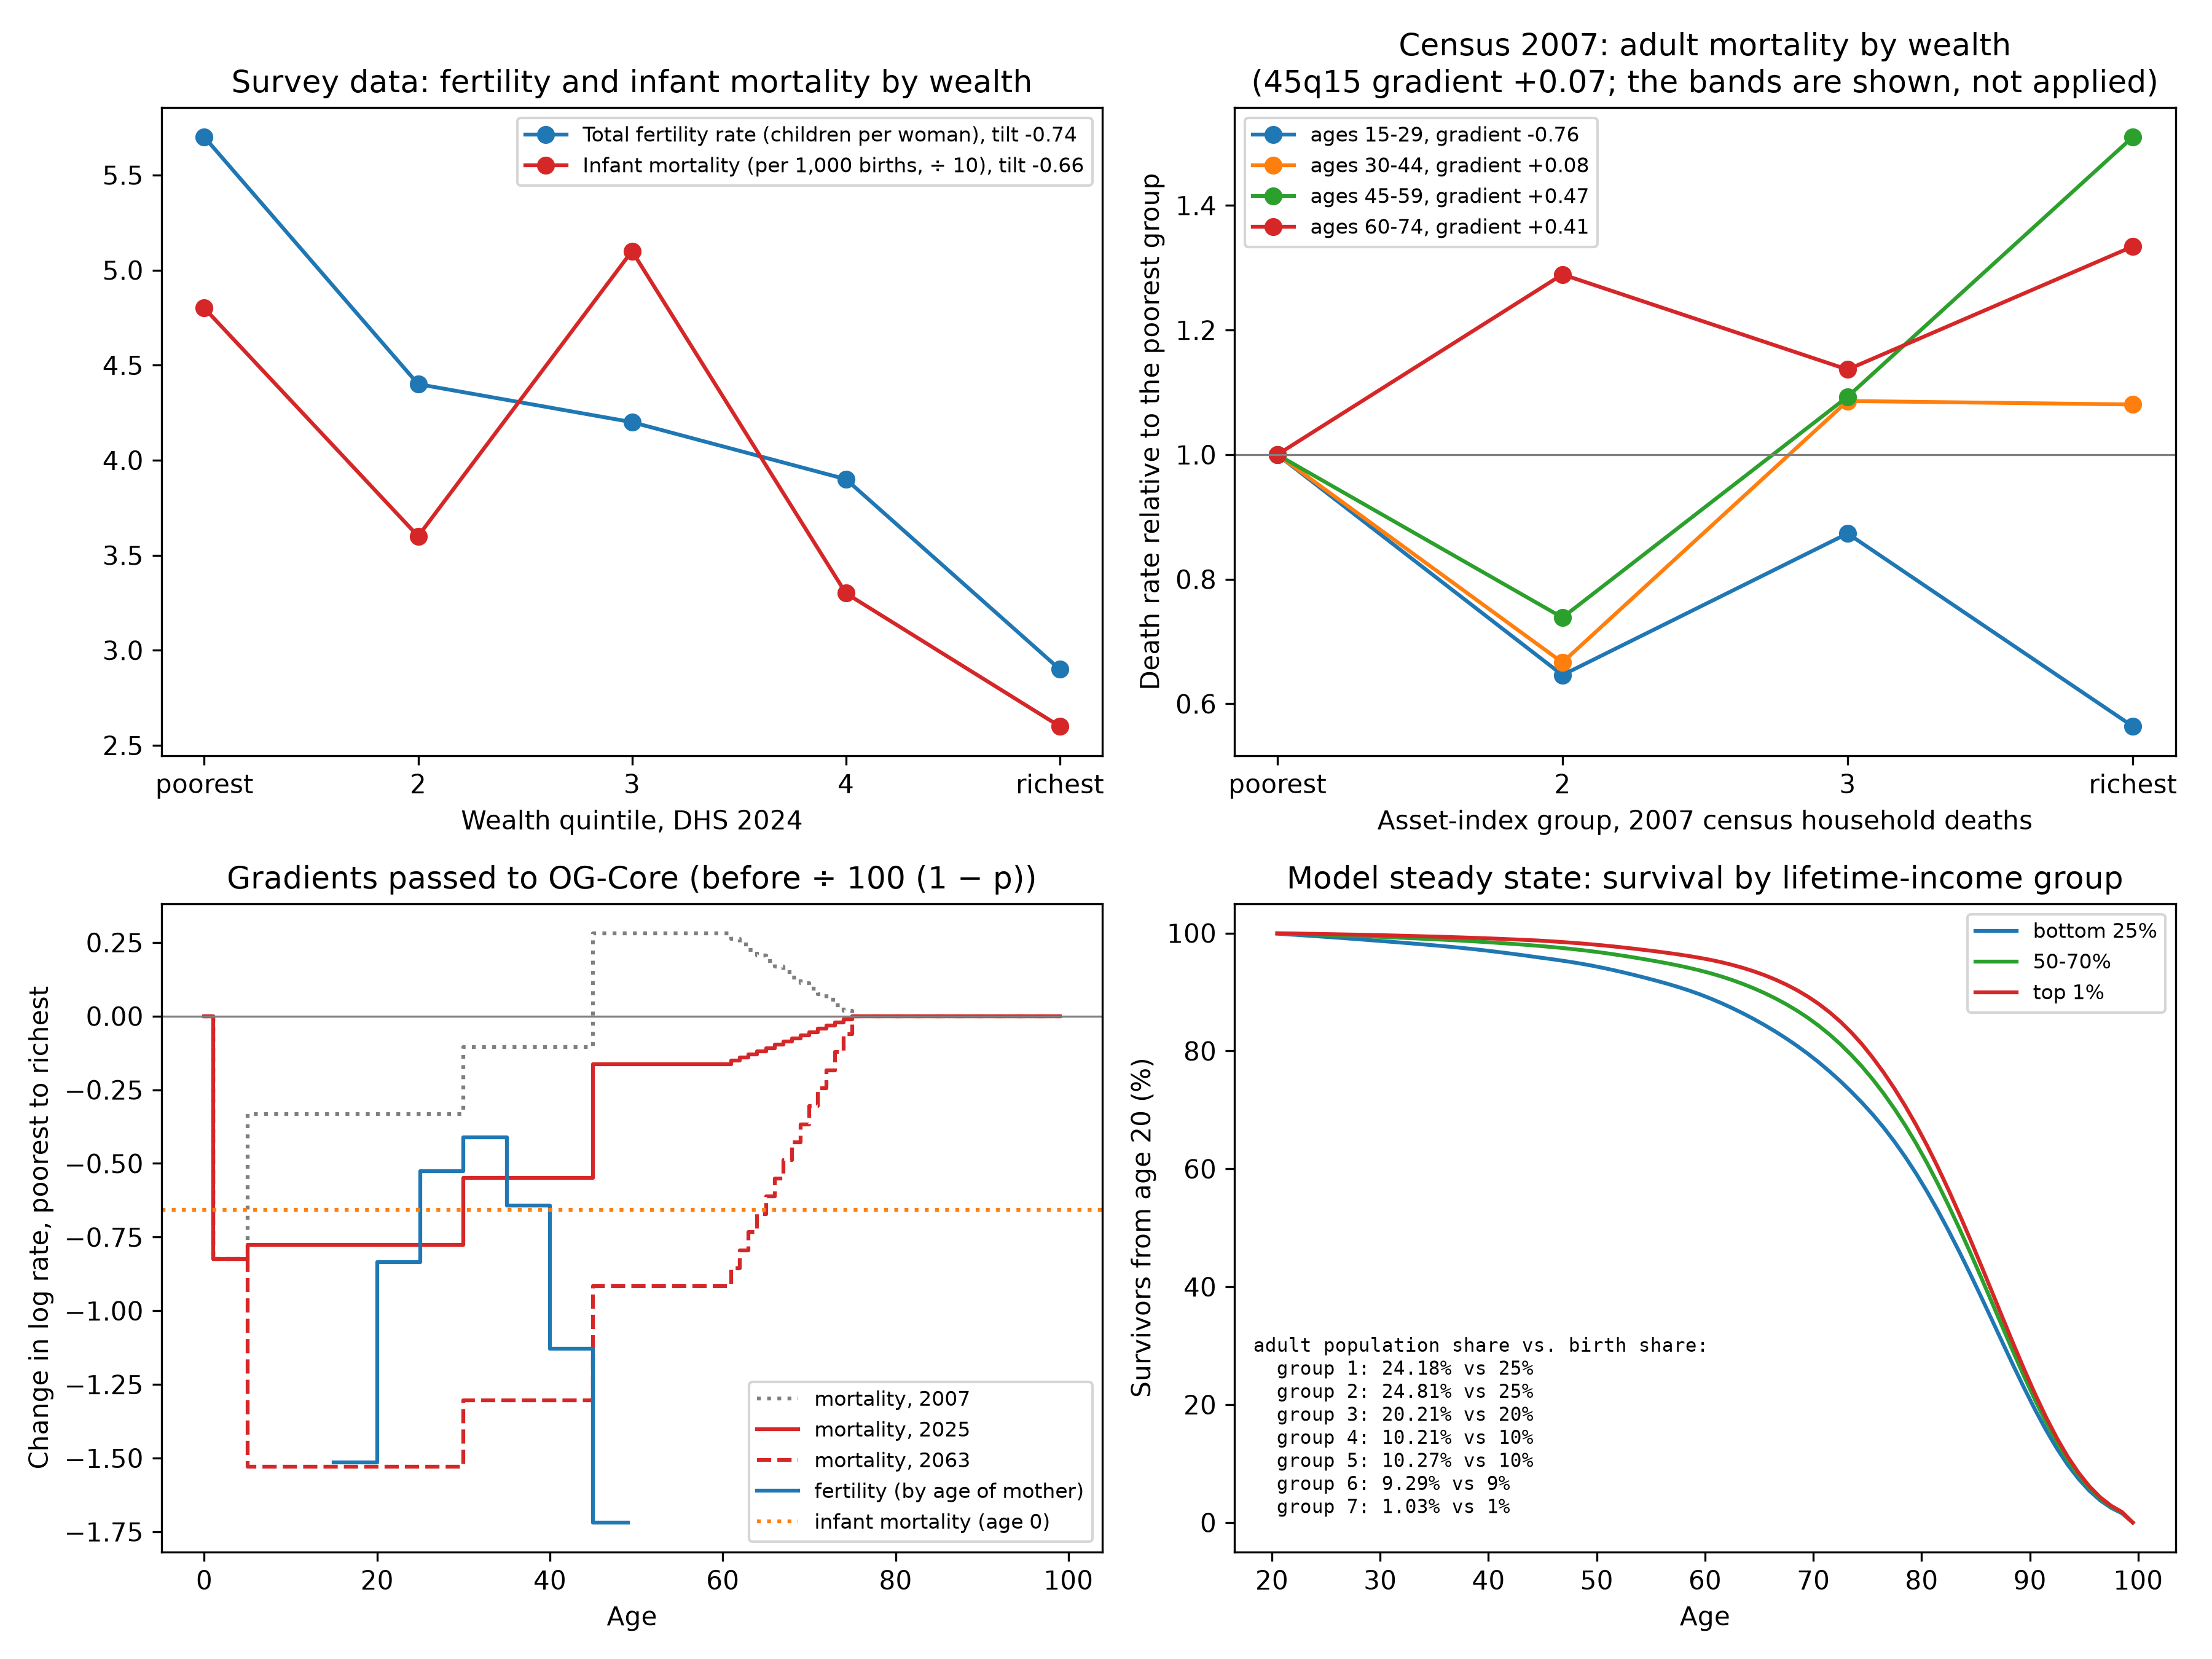 Survey data: fertility and infant mortality by wealth
Total fertility rate (children per woman), tilt -0.74
Infant mortality (per 1,000 births, ÷ 10), tilt -0.66
5.5
5.0
4.5
4.0
3.5
3.0
2.5
poorest
2
3
4
richest
Wealth quintile, DHS 2024
Census 2007: adult mortality by wealth
(45q15 gradient +0.07; the bands are shown, not applied)
ages 15-29, gradient -0.76
ages 30-44, gradient +0.08
ages 45-59, gradient +0.47
ages 60-74, gradient +0.41
Death rate relative to the poorest group
1.4
1.2
1.0
0.8
0.6
poorest
2
3
richest
Asset-index group, 2007 census household deaths
Gradients passed to OG-Core (before ÷ 100 (1 − p))
Change in log rate, poorest to richest
0.25
0.00
−0.25
−0.50
−0.75
−1.00
−1.25
−1.50
−1.75
mortality, 2007
mortality, 2025
mortality, 2063
fertility (by age of mother)
infant mortality (age 0)
0
20
40
60
80
100
Age
Model steady state: survival by lifetime-income group
bottom 25%
50-70%
top 1%
Survivors from age 20 (%)
100
80
60
40
20
0
adult population share vs. birth share:
group 1: 24.18% vs 25%
group 2: 24.81% vs 25%
group 3: 20.21% vs 20%
group 4: 10.21% vs 10%
group 5: 10.27% vs 10%
group 6: 9.29% vs 9%
group 7: 1.03% vs 1%
20
30
40
50
60
70
80
90
100
Age